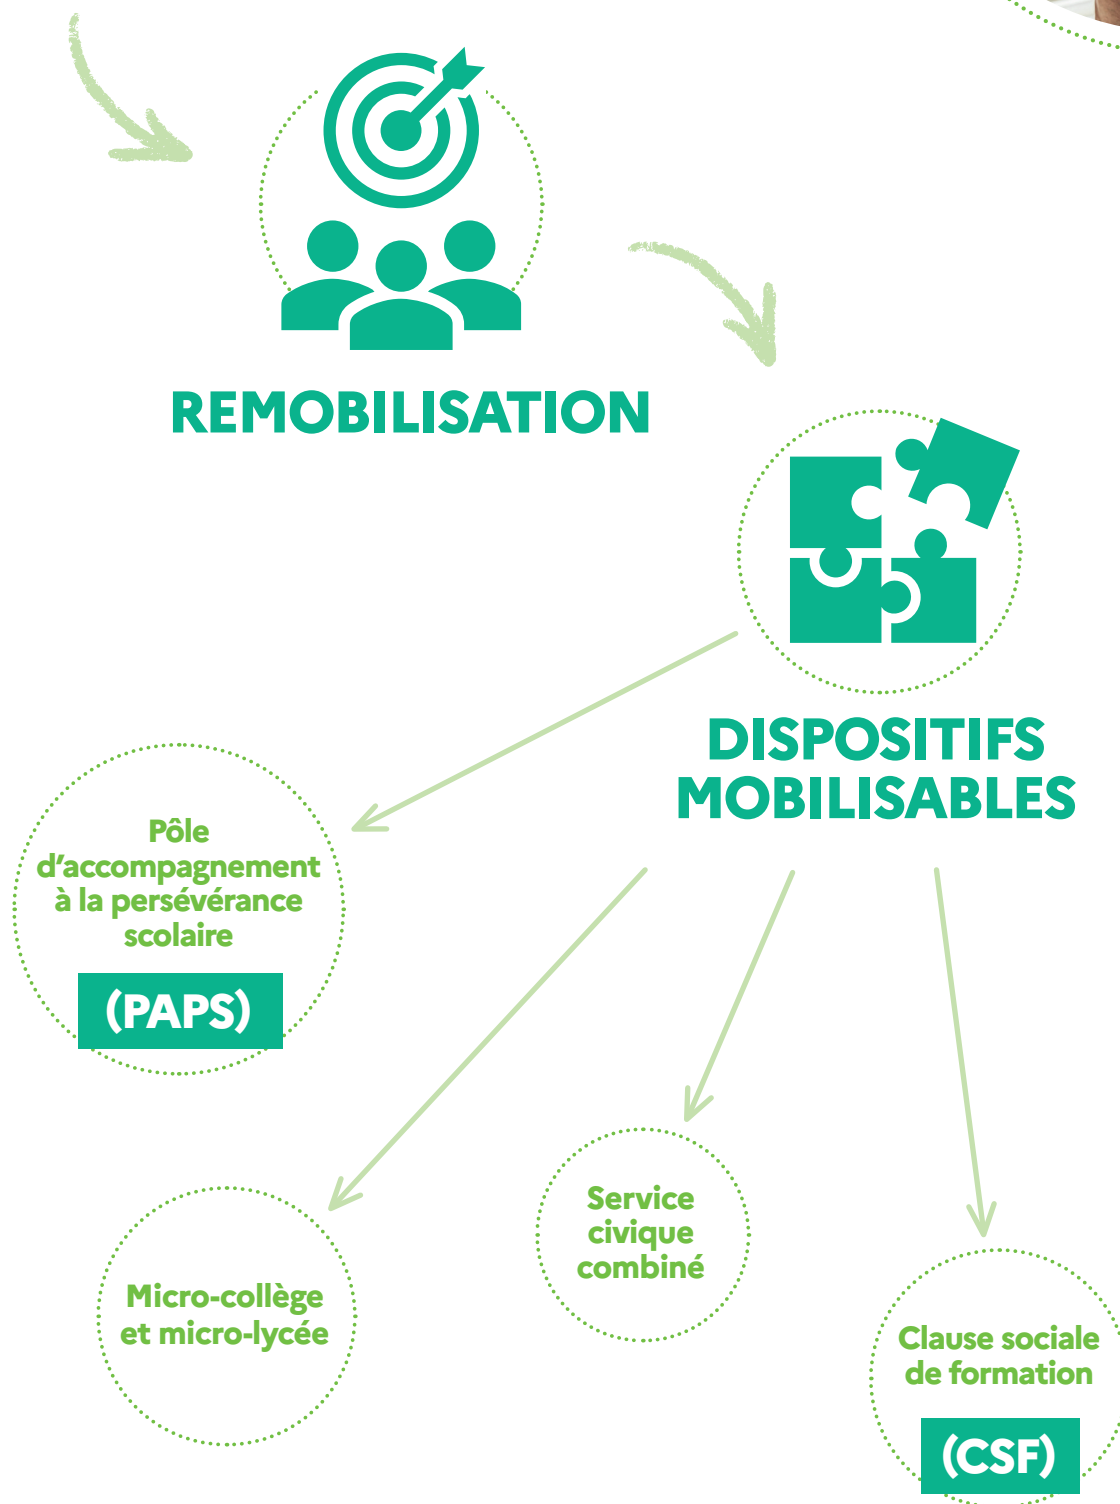 REMOBILISATION
DISPOSITIFS
MOBILISABLES
Pôle
d'accompagnement
à la persévérance
scolaire
(PAPS)
Micro-collège
et micro-lycée
Service
civique
combiné
Clause sociale
de formation
(CSF)